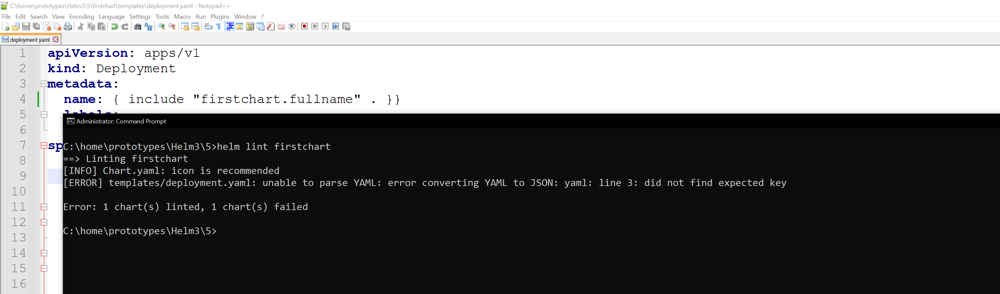 C:\home\prototypes\Helm3\5\firstchart\templates\deployment.yaml - Notepad++
File Edit Search View Encoding Language Settings Tools Macro Run Plugins Window ?
deployment.yaml
1 apiVersion: apps/v1
2 kind: Deployment
3 metadata:
4 name: { include "firstchart.fullname" . }}
5 labels:
Administrator: Command Prompt
6
7 sp
C:\home\prototypes\Helm3\5>helm lint firstchart
8
==> Linting firstchart
[INFO] Chart.yaml: icon is recommended
9
[ERROR] templates/deployment.yaml: unable to parse YAML: error converting YAML to JSON: yaml: line 3: did not find expected key
10
11
Error: 1 chart(s) linted, 1 chart(s) failed
12
C:\home\prototypes\Helm3\5>
13
14
15
16